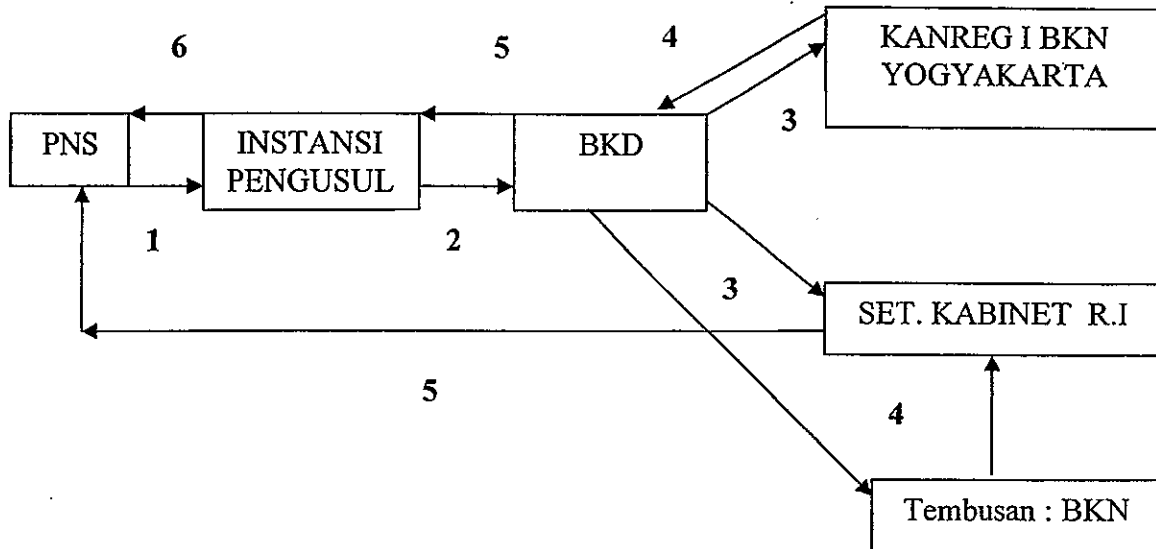 4
KANREG I BKN
YOGYAKARTA
6
5
3
PNS
INSTANSI
PENGUSUL
BKD
1
2
3
SET. KABINET R.I
5
4
Tembusan : BKN